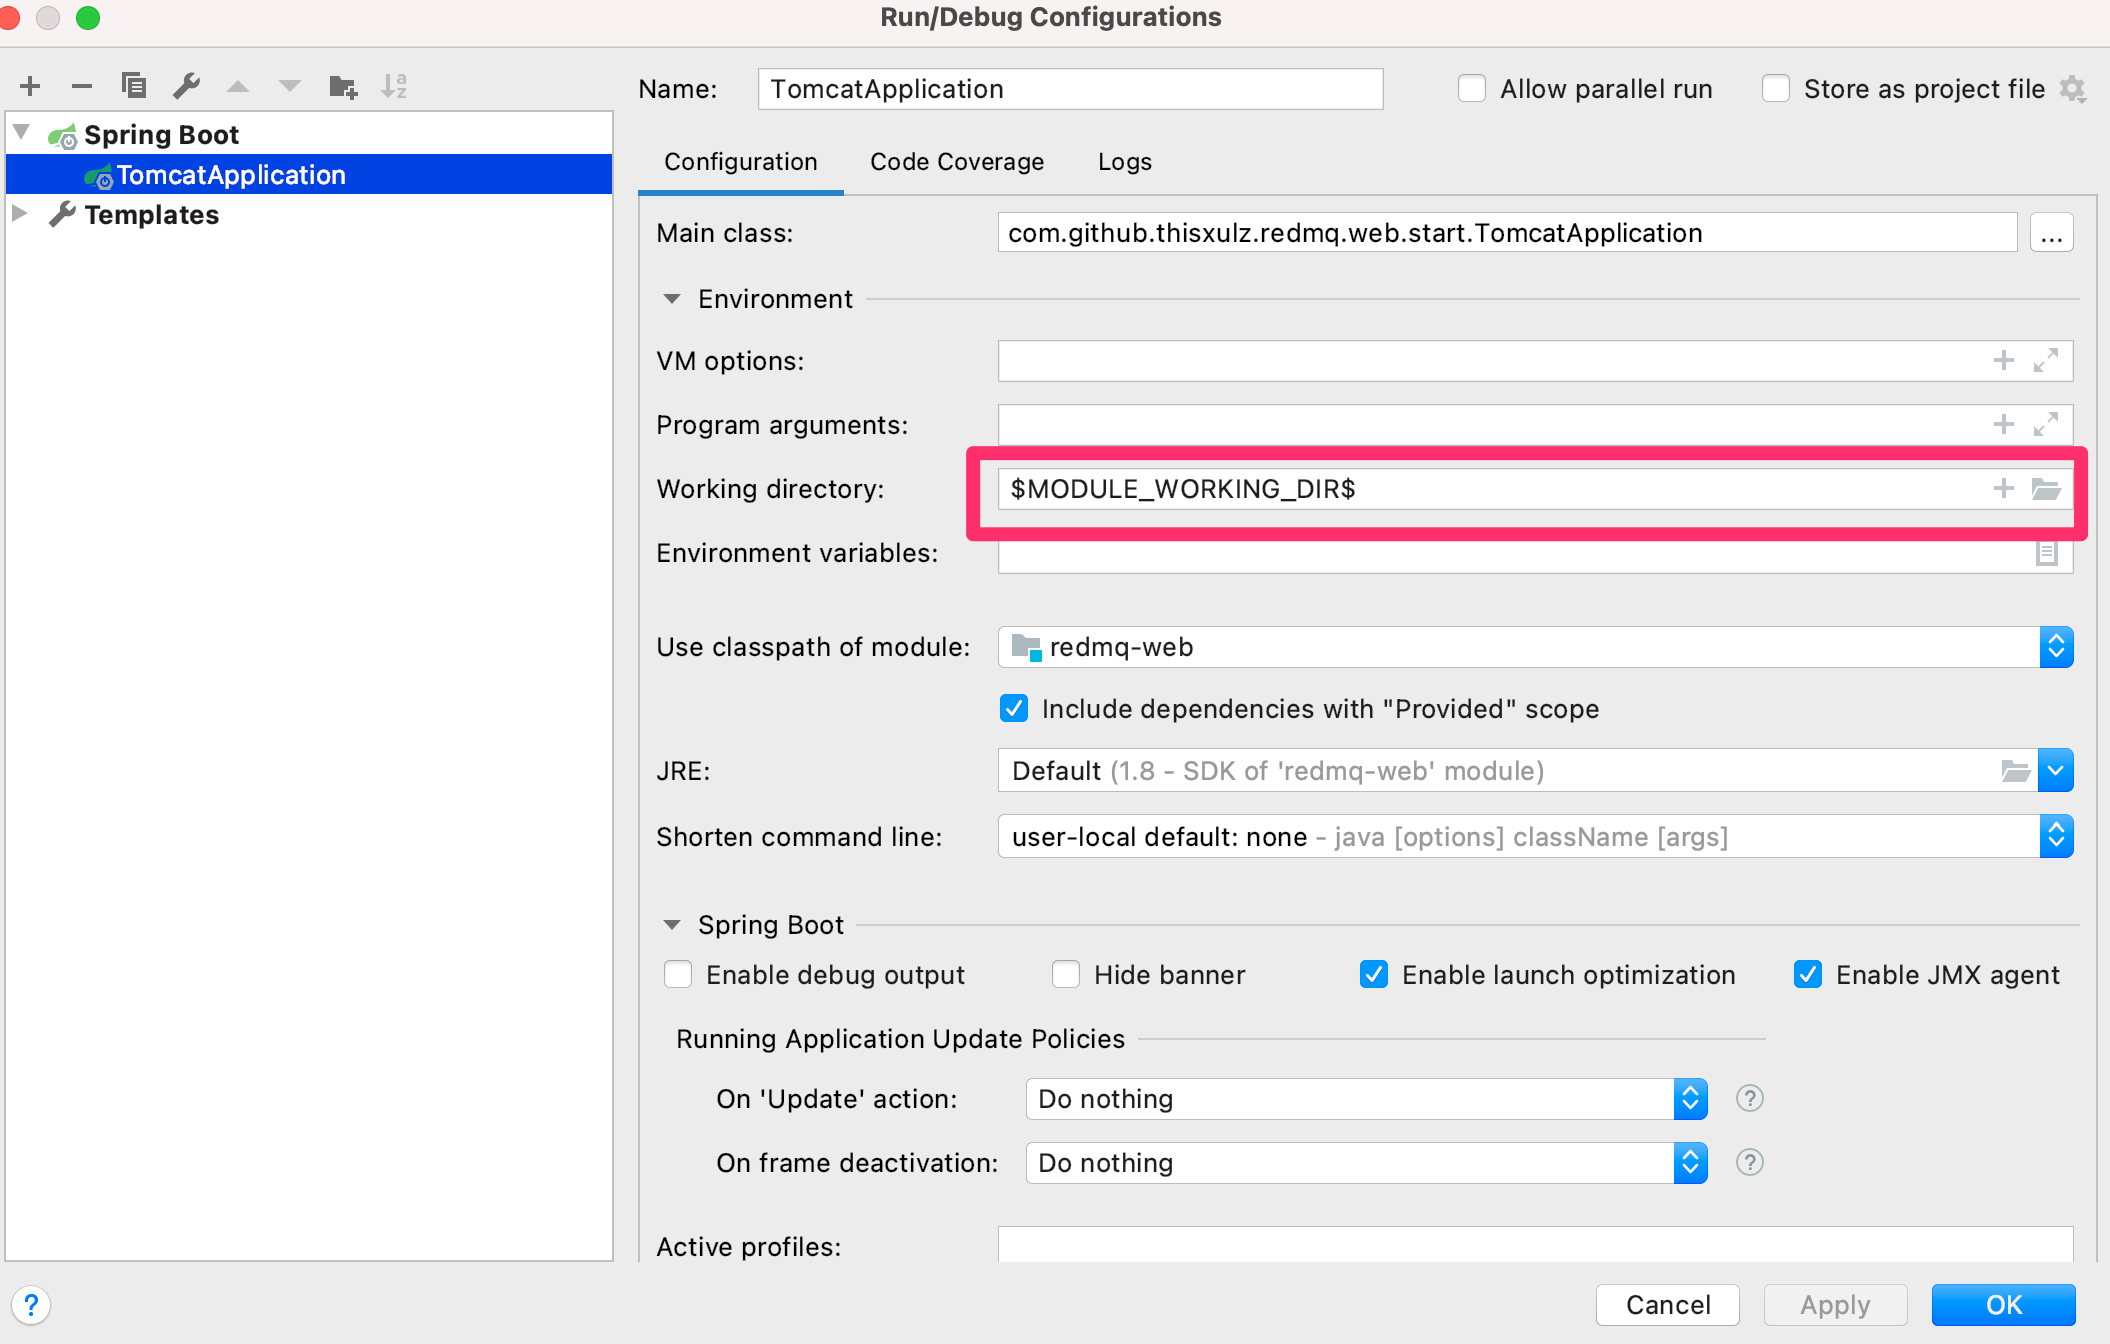 Run/Debug Configurations
Name: TomcatApplication Allow parallel run Store as project file
Spring Boot
TomcatApplication
Templates
Configuration Code Coverage Logs
Main class: com.github.thisxulz.redmq.web.start.TomcatApplication ...
Environment
VM options:
Program arguments:
Working directory: $MODULE_WORKING_DIR$
Environment variables:
Use classpath of module: redmq-web
Include dependencies with "Provided" scope
JRE: Default (1.8 - SDK of 'redmq-web' module)
Shorten command line: user-local default: none - java [options] className [args]
Spring Boot
Enable debug output Hide banner Enable launch optimization Enable JMX agent
Running Application Update Policies
On 'Update' action: Do nothing ?
On frame deactivation: Do nothing ?
Active profiles:
? Cancel Apply OK